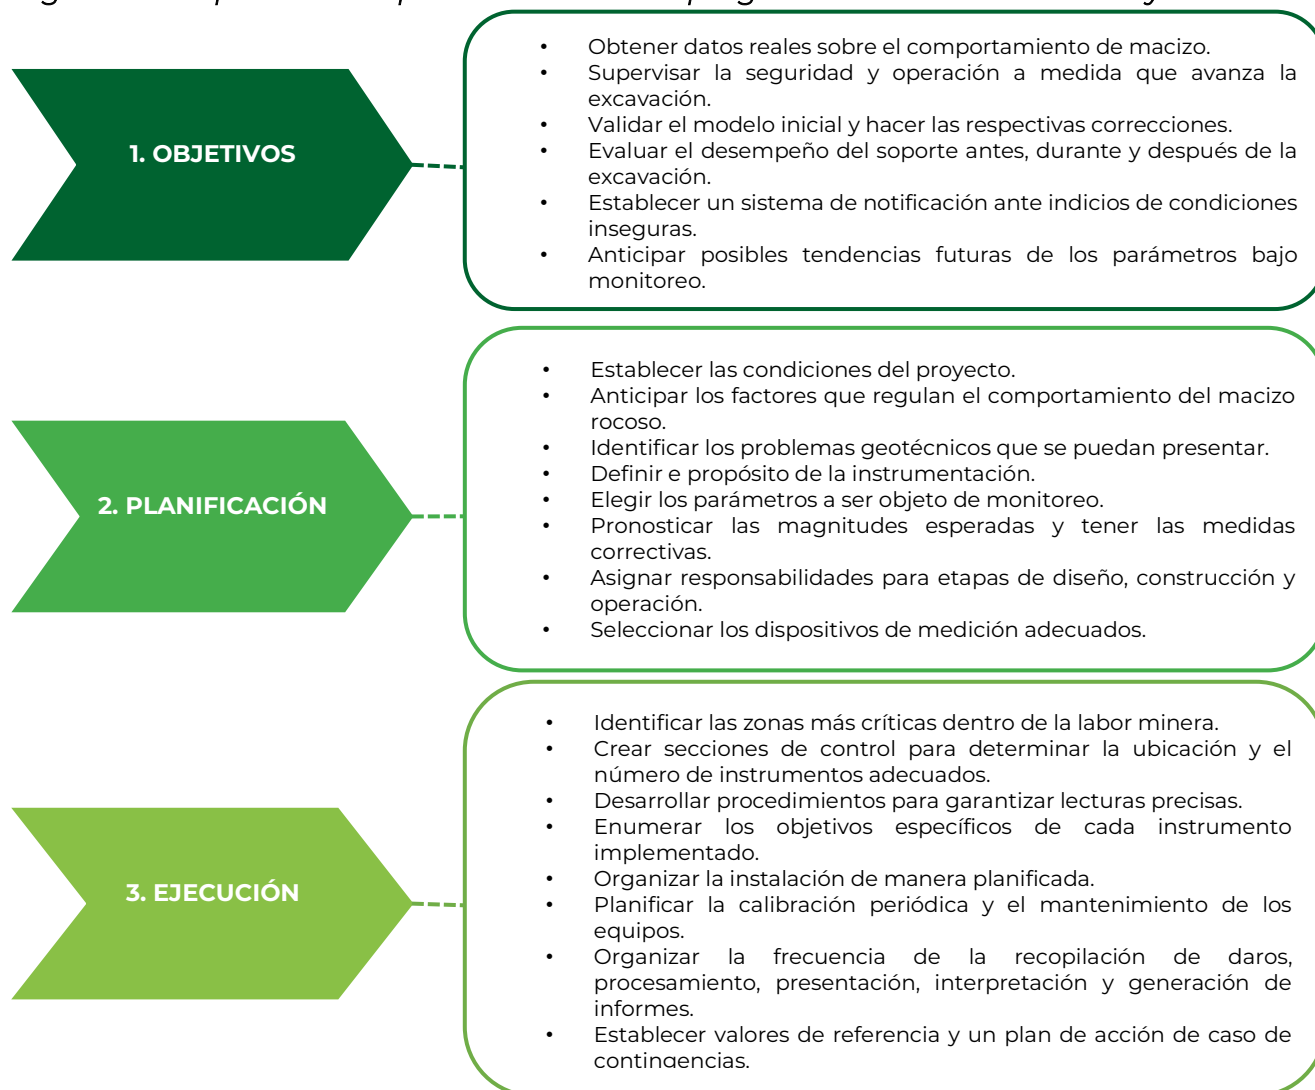 1. OBJETIVOS
• Obtener datos reales sobre el comportamiento de macizo.
• Supervisar la seguridad y operación a medida que avanza la
excavación.
• Validar el modelo inicial y hacer las respectivas correcciones.
• Evaluar el desempeño del soporte antes, durante y después de la
excavación.
• Establecer un sistema de notificación ante indicios de condiciones
inseguras.
• Anticipar posibles tendencias futuras de los parámetros bajo
monitoreo.
2. PLANIFICACIÓN
• Establecer las condiciones del proyecto.
• Anticipar los factores que regulan el comportamiento del macizo
rocoso.
• Identificar los problemas geotécnicos que se puedan presentar.
• Definir e propósito de la instrumentación.
• Elegir los parámetros a ser objeto de monitoreo.
• Pronosticar las magnitudes esperadas y tener las medidas
correctivas.
• Asignar responsabilidades para etapas de diseño, construcción y
operación.
• Seleccionar los dispositivos de medición adecuados.
3. EJECUCIÓN
• Identificar las zonas más críticas dentro de la labor minera.
• Crear secciones de control para determinar la ubicación y el
número de instrumentos adecuados.
• Desarrollar procedimientos para garantizar lecturas precisas.
• Enumerar los objetivos específicos de cada instrumento
implementado.
• Organizar la instalación de manera planificada.
• Planificar la calibración periódica y el mantenimiento de los
equipos.
• Organizar la frecuencia de la recopilación de daros,
procesamiento, presentación, interpretación y generación de
informes.
• Establecer valores de referencia y un plan de acción de caso de
contingencias.